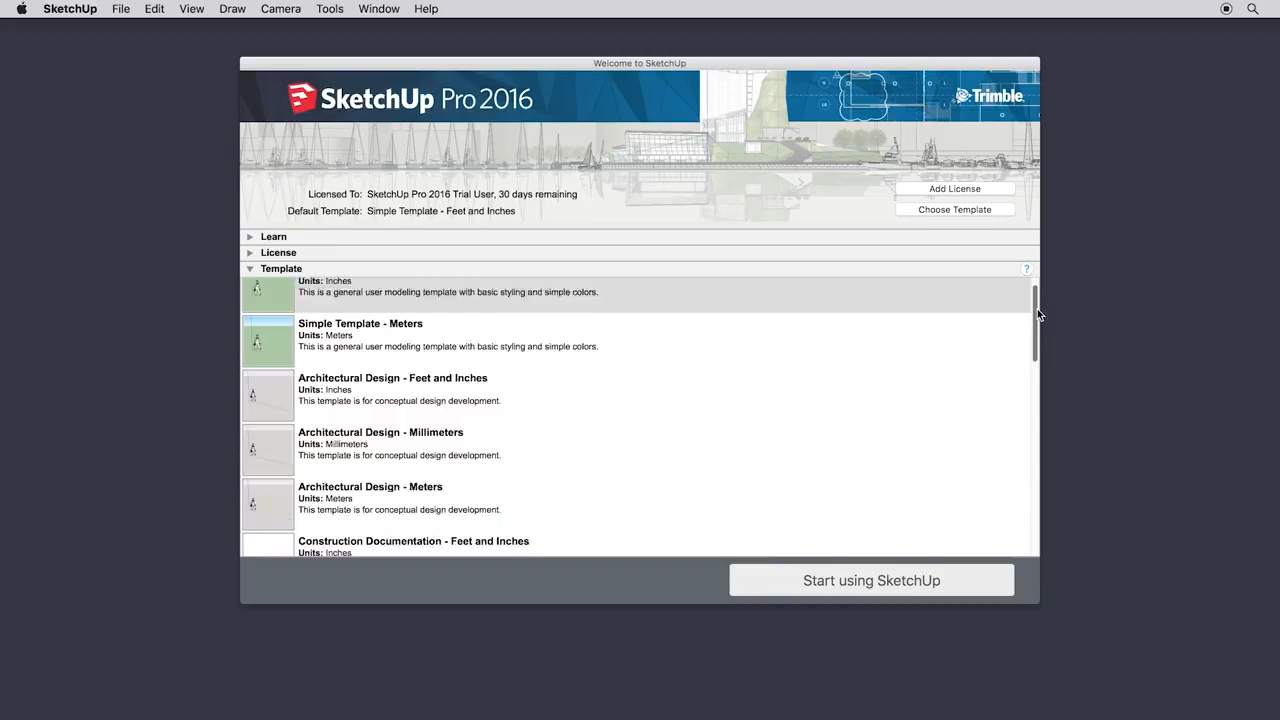 SketchUp File Edit View Draw Camera Tools Window Help
Welcome to SketchUp
SketchUp Pro 2016
Trimble
Licensed To: SketchUp Pro 2016 Trial User, 30 days remaining
Add License
Default Template: Simple Template - Feet and Inches
Choose Template
Learn
License
Template ?
Units: Inches
This is a general user modeling template with basic styling and simple colors.
Simple Template - Meters
Units: Meters
This is a general user modeling template with basic styling and simple colors.
Architectural Design - Feet and Inches
Units: Inches
This template is for conceptual design development.
Architectural Design - Millimeters
Units: Millimeters
This template is for conceptual design development.
Architectural Design - Meters
Units: Meters
This template is for conceptual design development.
Construction Documentation - Feet and Inches
Units: Inches
Start using SketchUp